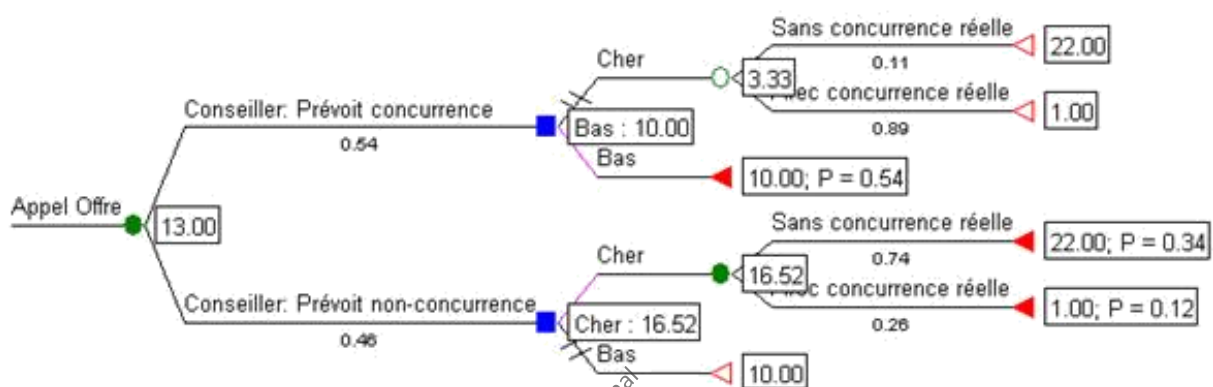 Sans concurrence réelle
22.00
0.11
Cher
3.33
Avec concurrence réelle
1.00
0.89
Conseiller: Prévoit concurrence
0.54
Bas : 10.00
Bas
10.00; P = 0.54
Appel Offre
13.00
Sans concurrence réelle
22.00; P = 0.34
0.74
Cher
16.52
Avec concurrence réelle
1.00; P = 0.12
0.26
Conseiller: Prévoit non-concurrence
0.46
Cher : 16.52
Bas
10.00